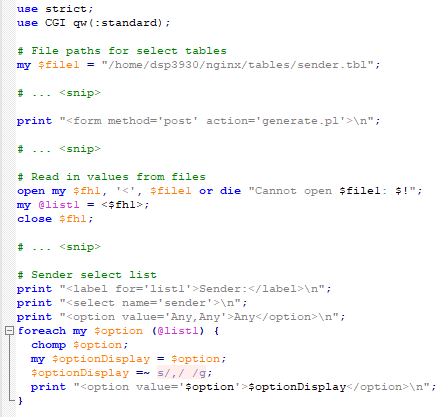 use strict;
use CGI qw(:standard);
# File paths for select tables
my $file1 = "/home/dsp3930/nginx/tables/sender.tbl";
# ... <snip>
print "<form method='post' action='generate.pl'>\n";
# ... <snip>
# Read in values from files
open my $fh1, '<', $file1 or die "Cannot open $file1: $!";
my @list1 = <$fh1>;
close $fh1;
# ... <snip>
# Sender select list
print "<label for='list1'>Sender:</label>\n";
print "<select name='sender'>\n";
print "<option value='Any,Any'>Any</option>\n";
foreach my $option (@list1) {
  chomp $option;
  my $optionDisplay = $option;
  $optionDisplay =~ s/,/ /g;
  print "<option value='$option'>$optionDisplay</option>\n";
}